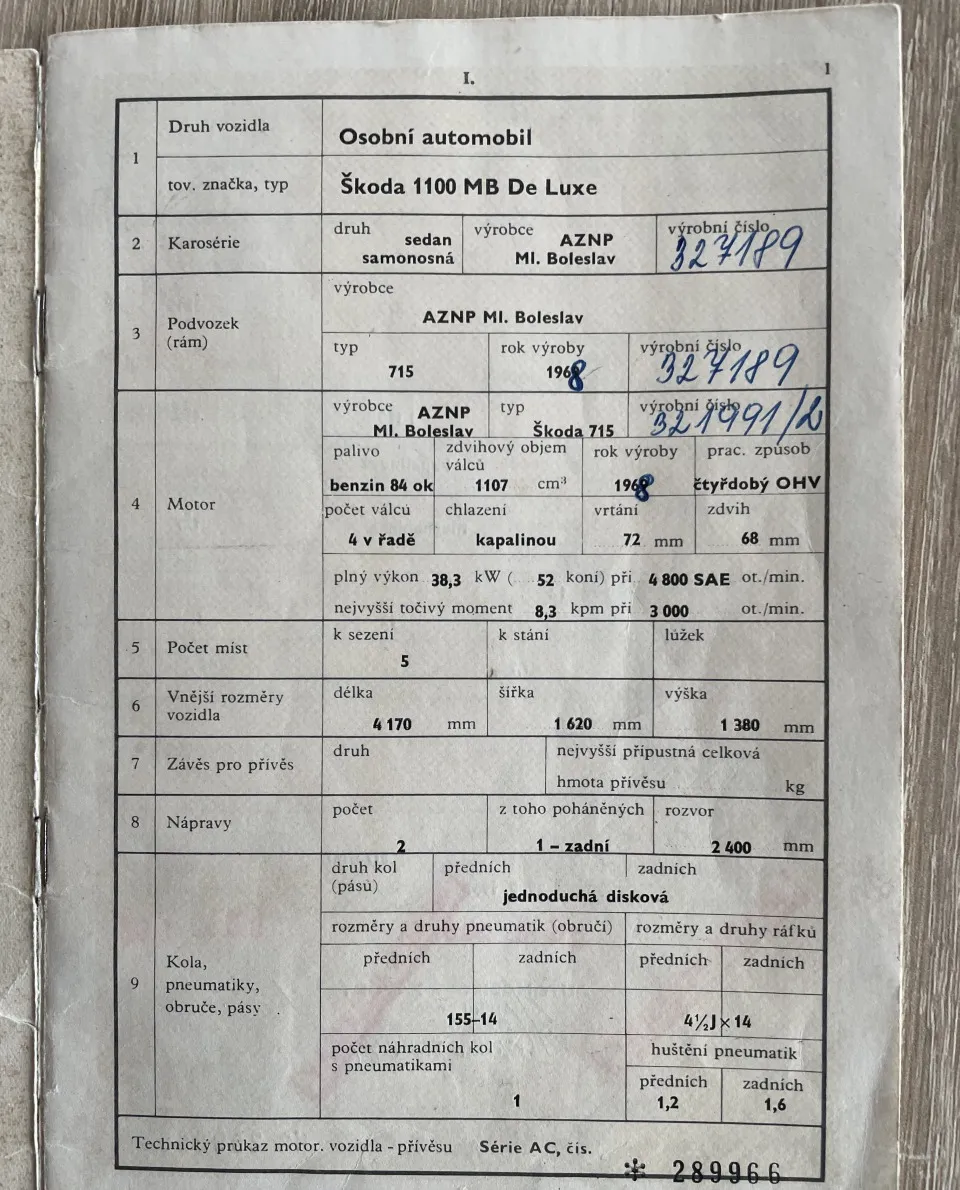 I. 1
1 Druh vozidla Osobní automobil
tov. značka, typ Škoda 1100 MB De Luxe
2 Karosérie druh sedan samonosná výrobce AZNP Ml. Boleslav výrobní číslo 327189
3 Podvozek (rám) výrobce AZNP Ml. Boleslav
typ 715 rok výroby 1968 výrobní číslo 327189
4 Motor výrobce AZNP Ml. Boleslav typ Škoda 715 výrobní číslo 321991/2
palivo benzin 84 ok zdvihový objem válců 1107 cm³ rok výroby 1968 prac. způsob čtyřdobý OHV
počet válců 4 v řadě chlazení kapalinou vrtání 72 mm zdvih 68 mm
plný výkon 38,3 kW ( 52 koní) při 4 800 SAE ot./min.
nejvyšší točivý moment 8,3 kpm při 3 000 ot./min.
5 Počet míst k sezení 5 k stání lůžek
6 Vnější rozměry vozidla délka 4 170 mm šířka 1 620 mm výška 1 380 mm
7 Závěs pro přívěs druh nejvyšší přípustná celková hmota přívěsu kg
8 Nápravy počet 2 z toho poháněných 1 – zadní rozvor 2 400 mm
9 Kola, pneumatiky, obruče, pásy druh kol (pásů) předních zadních
jednoduchá disková
rozměry a druhy pneumatik (obručí) rozměry a druhy ráfků
předních zadních předních zadních
155–14 4½J × 14
počet náhradních kol s pneumatikami 1 huštění pneumatik
předních 1,2 zadních 1,6
Technický průkaz motor. vozidla - přívěsu Série AC, čís.
* 289966